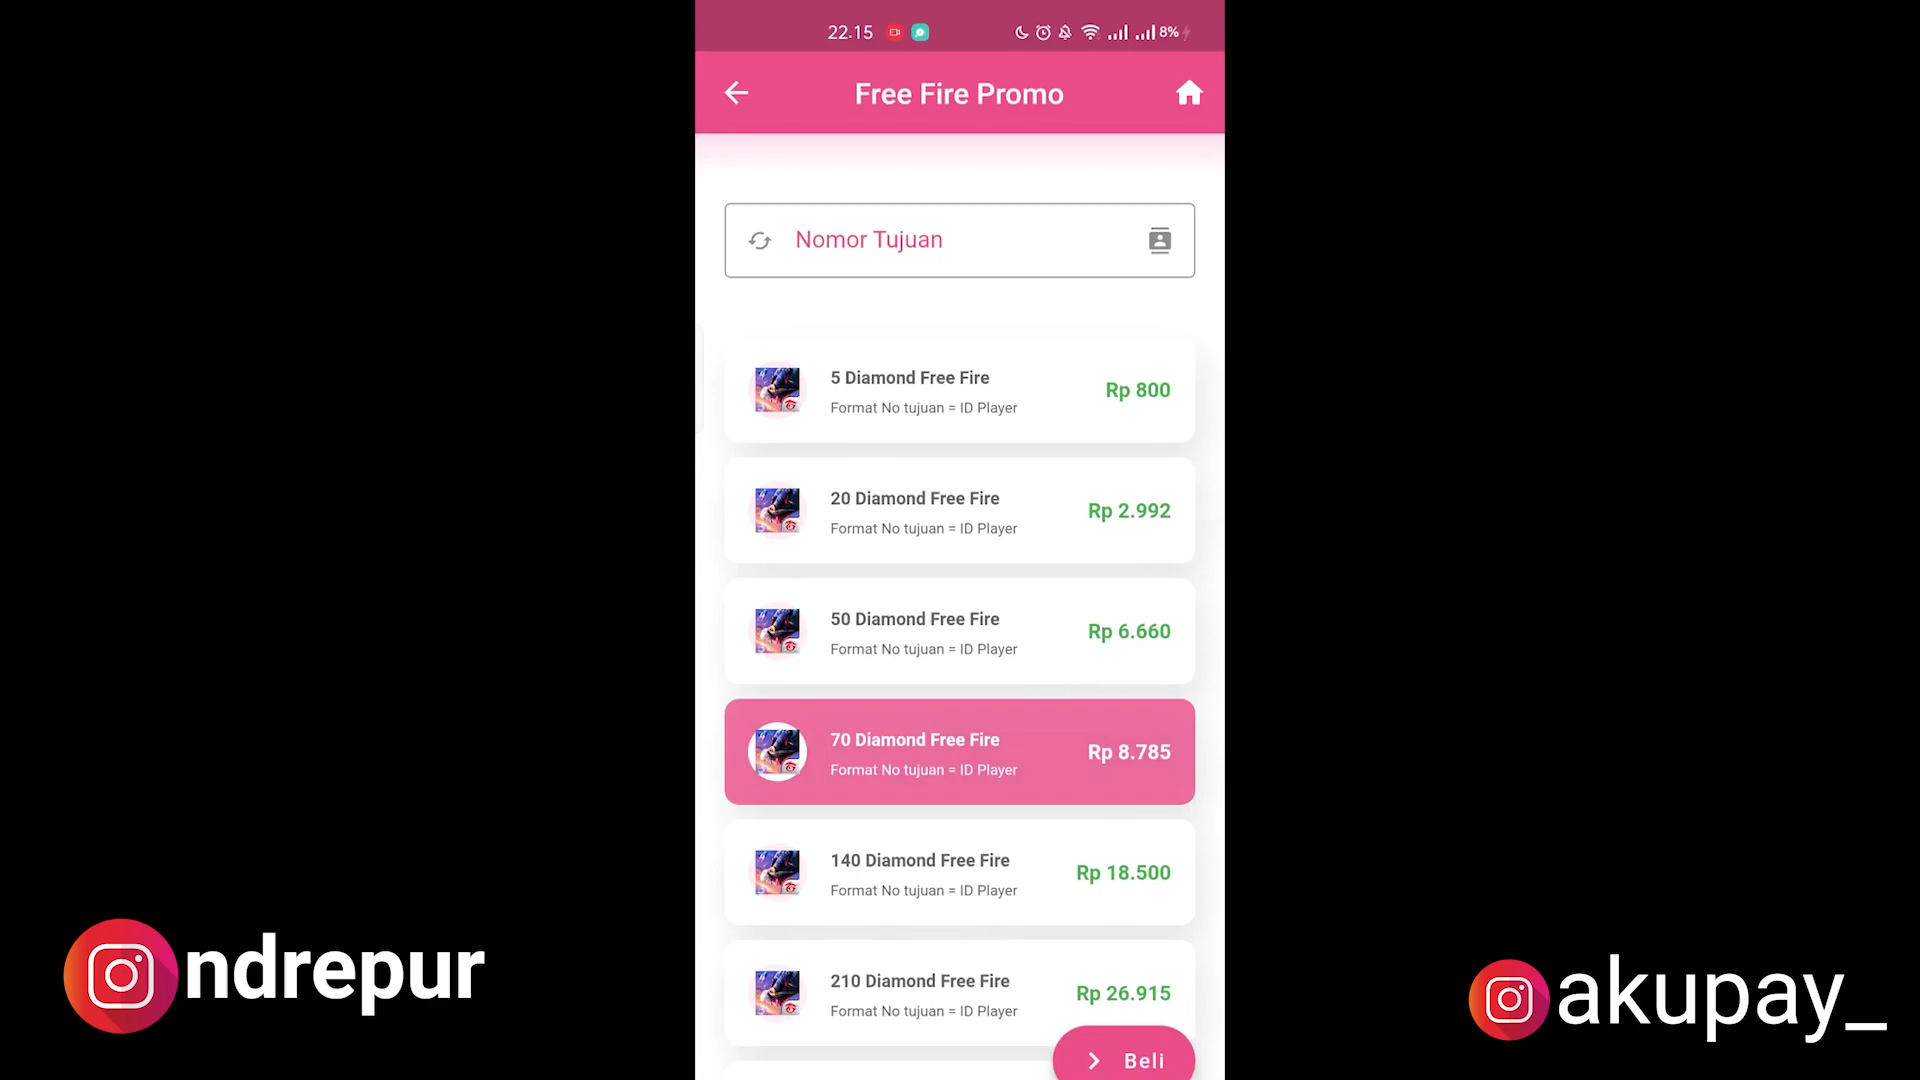 22.15
8%
Free Fire Promo
Nomor Tujuan
5 Diamond Free Fire
Format No tujuan = ID Player
Rp 800
20 Diamond Free Fire
Format No tujuan = ID Player
Rp 2.992
50 Diamond Free Fire
Format No tujuan = ID Player
Rp 6.660
70 Diamond Free Fire
Format No tujuan = ID Player
Rp 8.785
140 Diamond Free Fire
Format No tujuan = ID Player
Rp 18.500
210 Diamond Free Fire
Format No tujuan = ID Player
Rp 26.915
Beli
ndrepur
akupay_